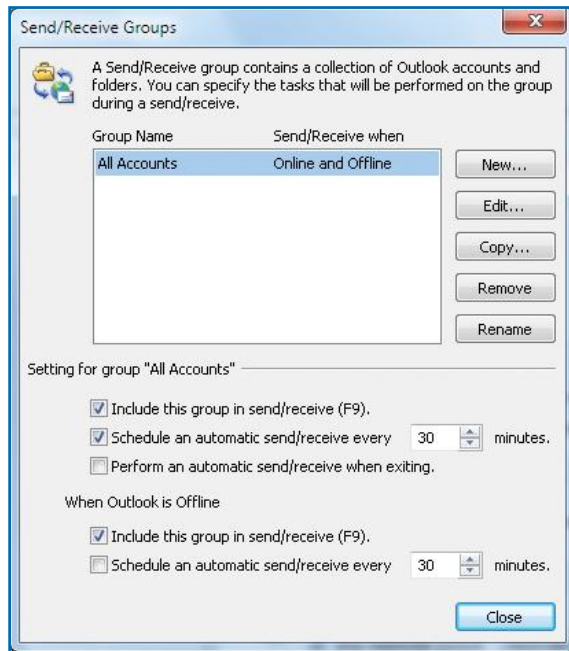 Send/Receive Groups
A Send/Receive group contains a collection of Outlook accounts and
folders. You can specify the tasks that will be performed on the group
during a send/receive.
Group Name Send/Receive when
All Accounts Online and Offline
New...
Edit...
Copy...
Remove
Rename
Setting for group "All Accounts"
Include this group in send/receive (F9).
Schedule an automatic send/receive every 30 minutes.
Perform an automatic send/receive when exiting.
When Outlook is Offline
Include this group in send/receive (F9).
Schedule an automatic send/receive every 30 minutes.
Close